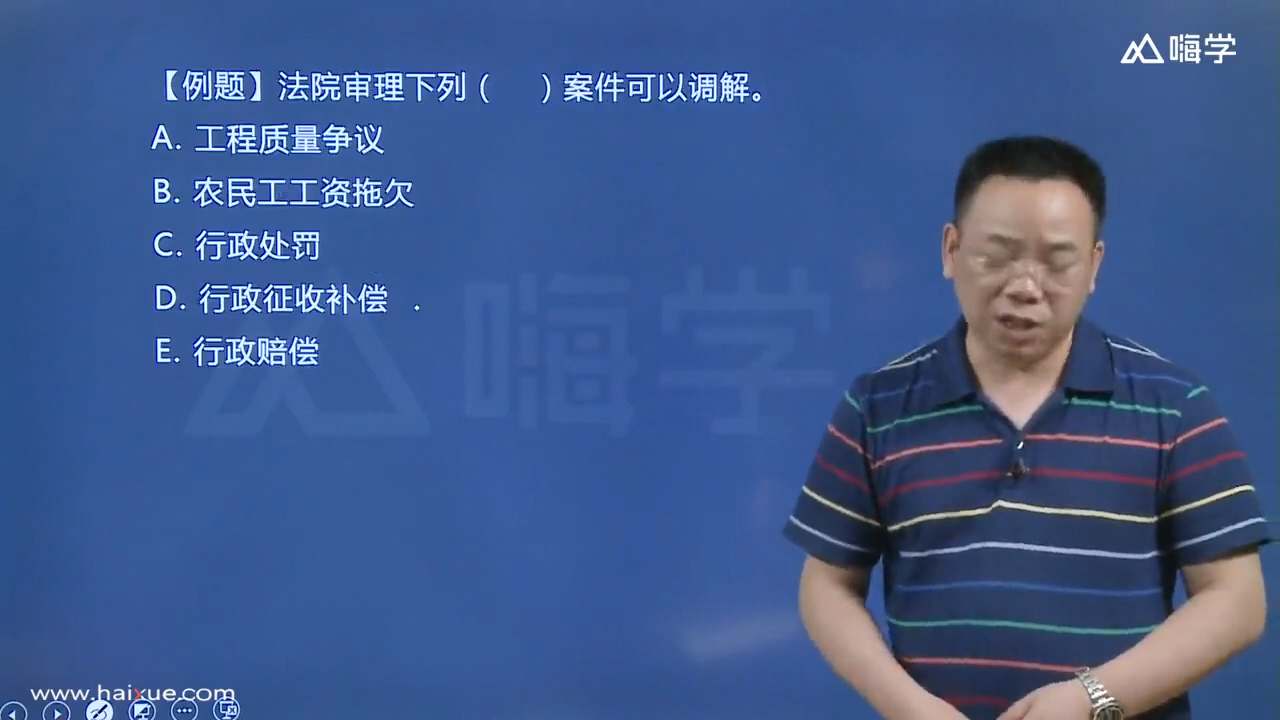 嗨学
【例题】法院审理下列（ ）案件可以调解。
A. 工程质量争议
B. 农民工工资拖欠
C. 行政处罚
D. 行政征收补偿 .
E. 行政赔偿
嗨学
www.haixue.com